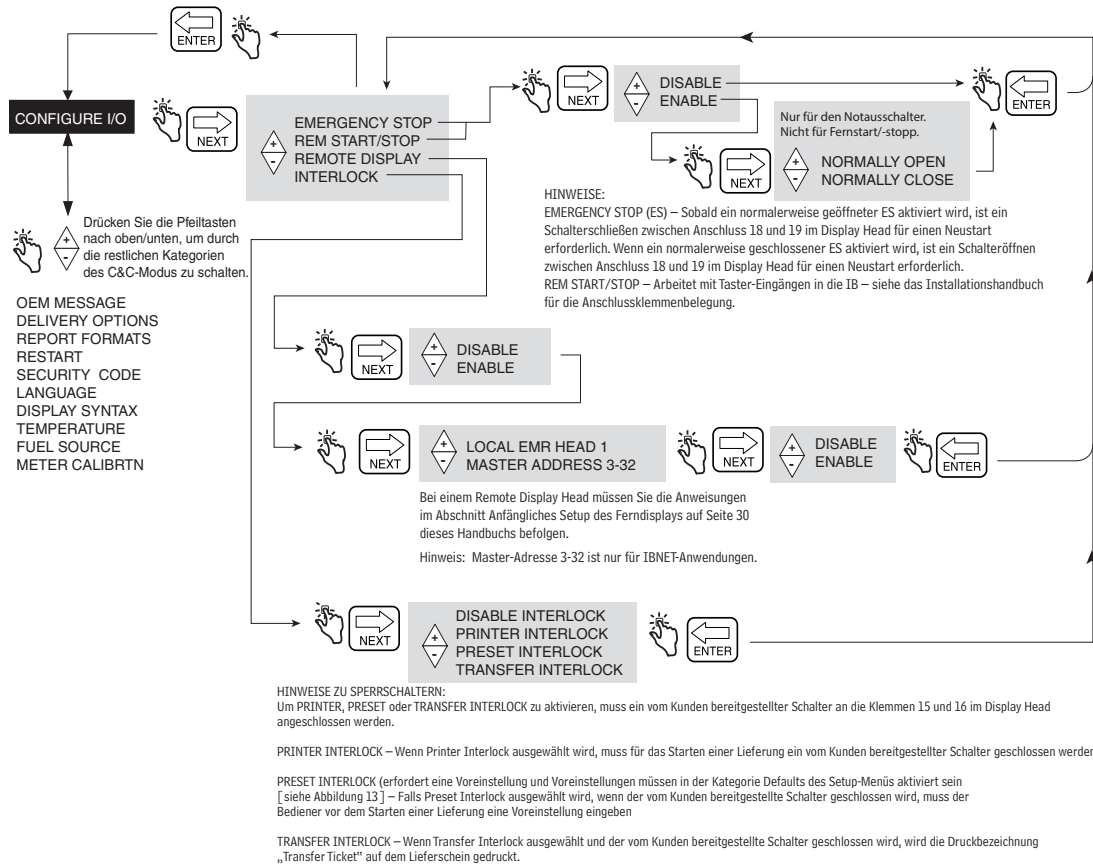 ENTER
CONFIGURE I/O
NEXT
+
-
EMERGENCY STOP
REM START/STOP
REMOTE DISPLAY
INTERLOCK
NEXT
+
-
DISABLE
ENABLE
ENTER
Nur für den Notausschalter.
Nicht für Fernstart/-stopp.
NEXT
+
-
NORMALLY OPEN
NORMALLY CLOSE
HINWEISE:
EMERGENCY STOP (ES) – Sobald ein normalerweise geöffneter ES aktiviert wird, ist ein
Schalterschließen zwischen Anschluss 18 und 19 im Display Head für einen Neustart
erforderlich. Wenn ein normalerweise geschlossener ES aktiviert wird, ist ein Schalteröffnen
zwischen Anschluss 18 und 19 im Display Head für einen Neustart erforderlich.
REM START/STOP – Arbeitet mit Taster-Eingängen in die IB – siehe das Installationshandbuch
für die Anschlussklemmenbelegung.
+
-
Drücken Sie die Pfeiltasten
nach oben/unten, um durch
die restlichen Kategorien
des C&C-Modus zu schalten.
OEM MESSAGE
DELIVERY OPTIONS
REPORT FORMATS
RESTART
SECURITY CODE
LANGUAGE
DISPLAY SYNTAX
TEMPERATURE
FUEL SOURCE
METER CALIBRTN
NEXT
+
-
DISABLE
ENABLE
NEXT
+
-
LOCAL EMR HEAD 1
MASTER ADDRESS 3-32
NEXT
+
-
DISABLE
ENABLE
ENTER
Bei einem Remote Display Head müssen Sie die Anweisungen
im Abschnitt Anfängliches Setup des Ferndisplays auf Seite 30
dieses Handbuchs befolgen.
Hinweis: Master-Adresse 3-32 ist nur für IBNET-Anwendungen.
NEXT
+
-
DISABLE INTERLOCK
PRINTER INTERLOCK
PRESET INTERLOCK
TRANSFER INTERLOCK
ENTER
HINWEISE ZU SPERRSCHALTERN:
Um PRINTER, PRESET oder TRANSFER INTERLOCK zu aktivieren, muss ein vom Kunden bereitgestellter Schalter an die Klemmen 15 und 16 im Display Head
angeschlossen werden.
PRINTER INTERLOCK – Wenn Printer Interlock ausgewählt wird, muss für das Starten einer Lieferung ein vom Kunden bereitgestellter Schalter geschlossen werden
PRESET INTERLOCK (erfordert eine Voreinstellung und Voreinstellungen müssen in der Kategorie Defaults des Setup-Menüs aktiviert sein
[siehe Abbildung 13] – Falls Preset Interlock ausgewählt wird, wenn der vom Kunden bereitgestellte Schalter geschlossen wird, muss der
Bediener vor dem Starten einer Lieferung eine Voreinstellung eingeben
TRANSFER INTERLOCK – Wenn Transfer Interlock ausgewählt und der vom Kunden bereitgestellte Schalter geschlossen wird, wird die Druckbezeichnung
„Transfer Ticket" auf dem Lieferschein gedruckt.